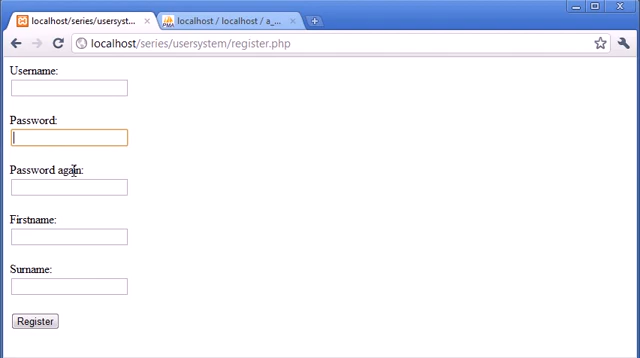 localhost/series/usersyst...
localhost / localhost / a_...
localhost/series/usersystem/register.php
Username:
Password:
Password again:
Firstname:
Surname:
Register